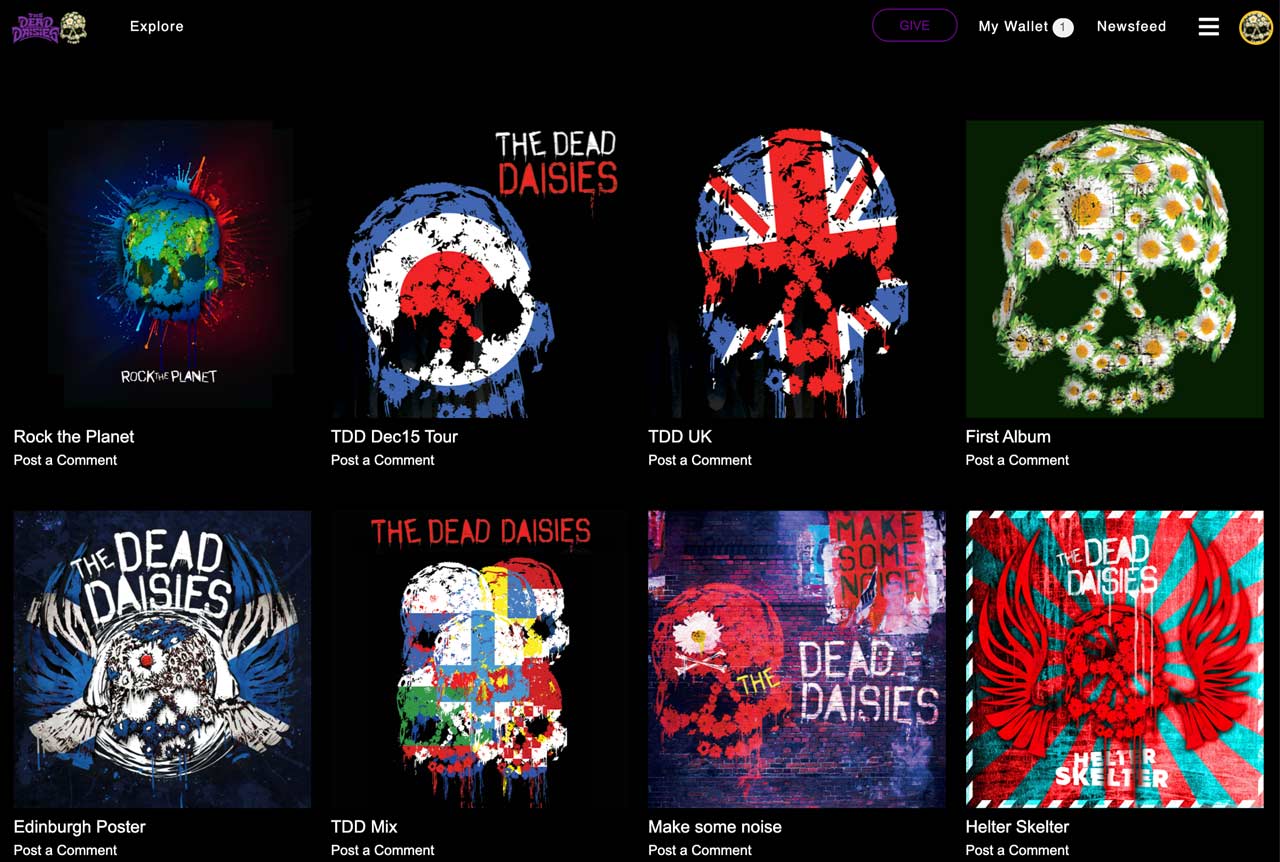 THE
DEAD
DAISIES
Explore
GIVE
My Wallet 1
Newsfeed
ROCK THE PLANET
THE DEAD
DAISIES
Rock the Planet
Post a Comment
TDD Dec15 Tour
Post a Comment
TDD UK
Post a Comment
First Album
Post a Comment
THE DEAD
DAISIES
THE DEAD DAISIES
MAKE
SOME
NOISE
THE DEAD
DAISIES
THE DEAD
DAISIES
HELTER
SKELTER
Edinburgh Poster
Post a Comment
TDD Mix
Post a Comment
Make some noise
Post a Comment
Helter Skelter
Post a Comment